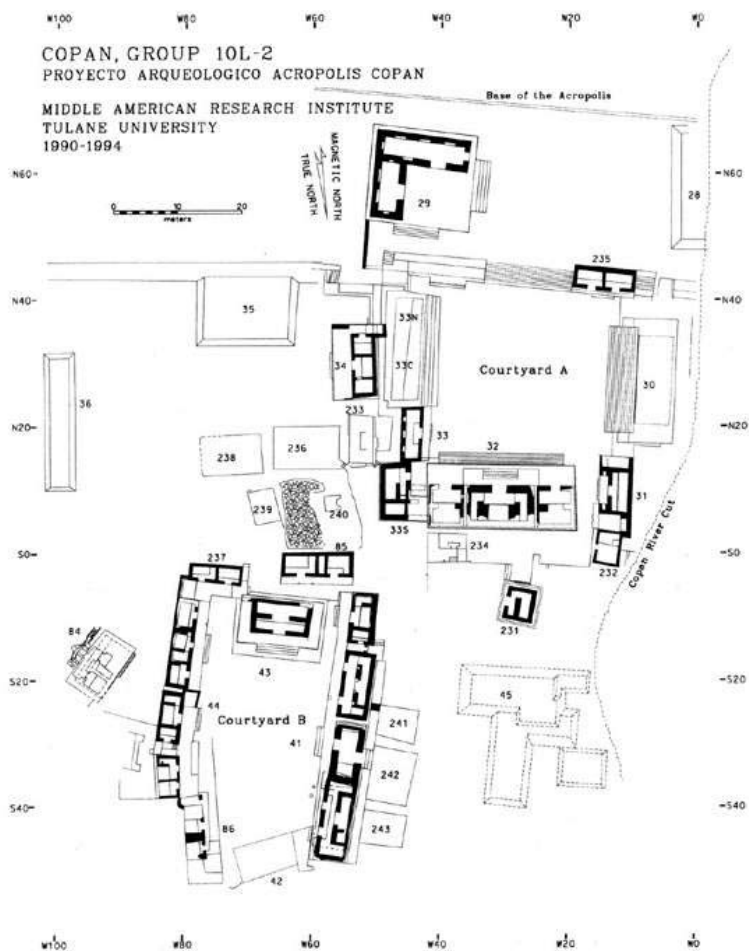 W100 W80 W60 W40 W20 W0
COPAN, GROUP 10L-2
PROYECTO ARQUEOLOGICO ACROPOLIS COPAN
MIDDLE AMERICAN RESEARCH INSTITUTE
TULANE UNIVERSITY
1990-1994
Base of the Acropolis
MAGNETIC NORTH
TRUE NORTH
N60 N60
0 10 20
meters
29
28
235
N40 N40
35
33N
34
33C
Courtyard A
30
36
233
N20 N20
33
32
238
236
31
239
240
33S
234
S0 S0
85
237
232
Copan River Cut
231
84
43
S20 S20
45
44
Courtyard B
41
241
242
S40 S40
86
243
42
W100 W80 W60 W40 W20 W0